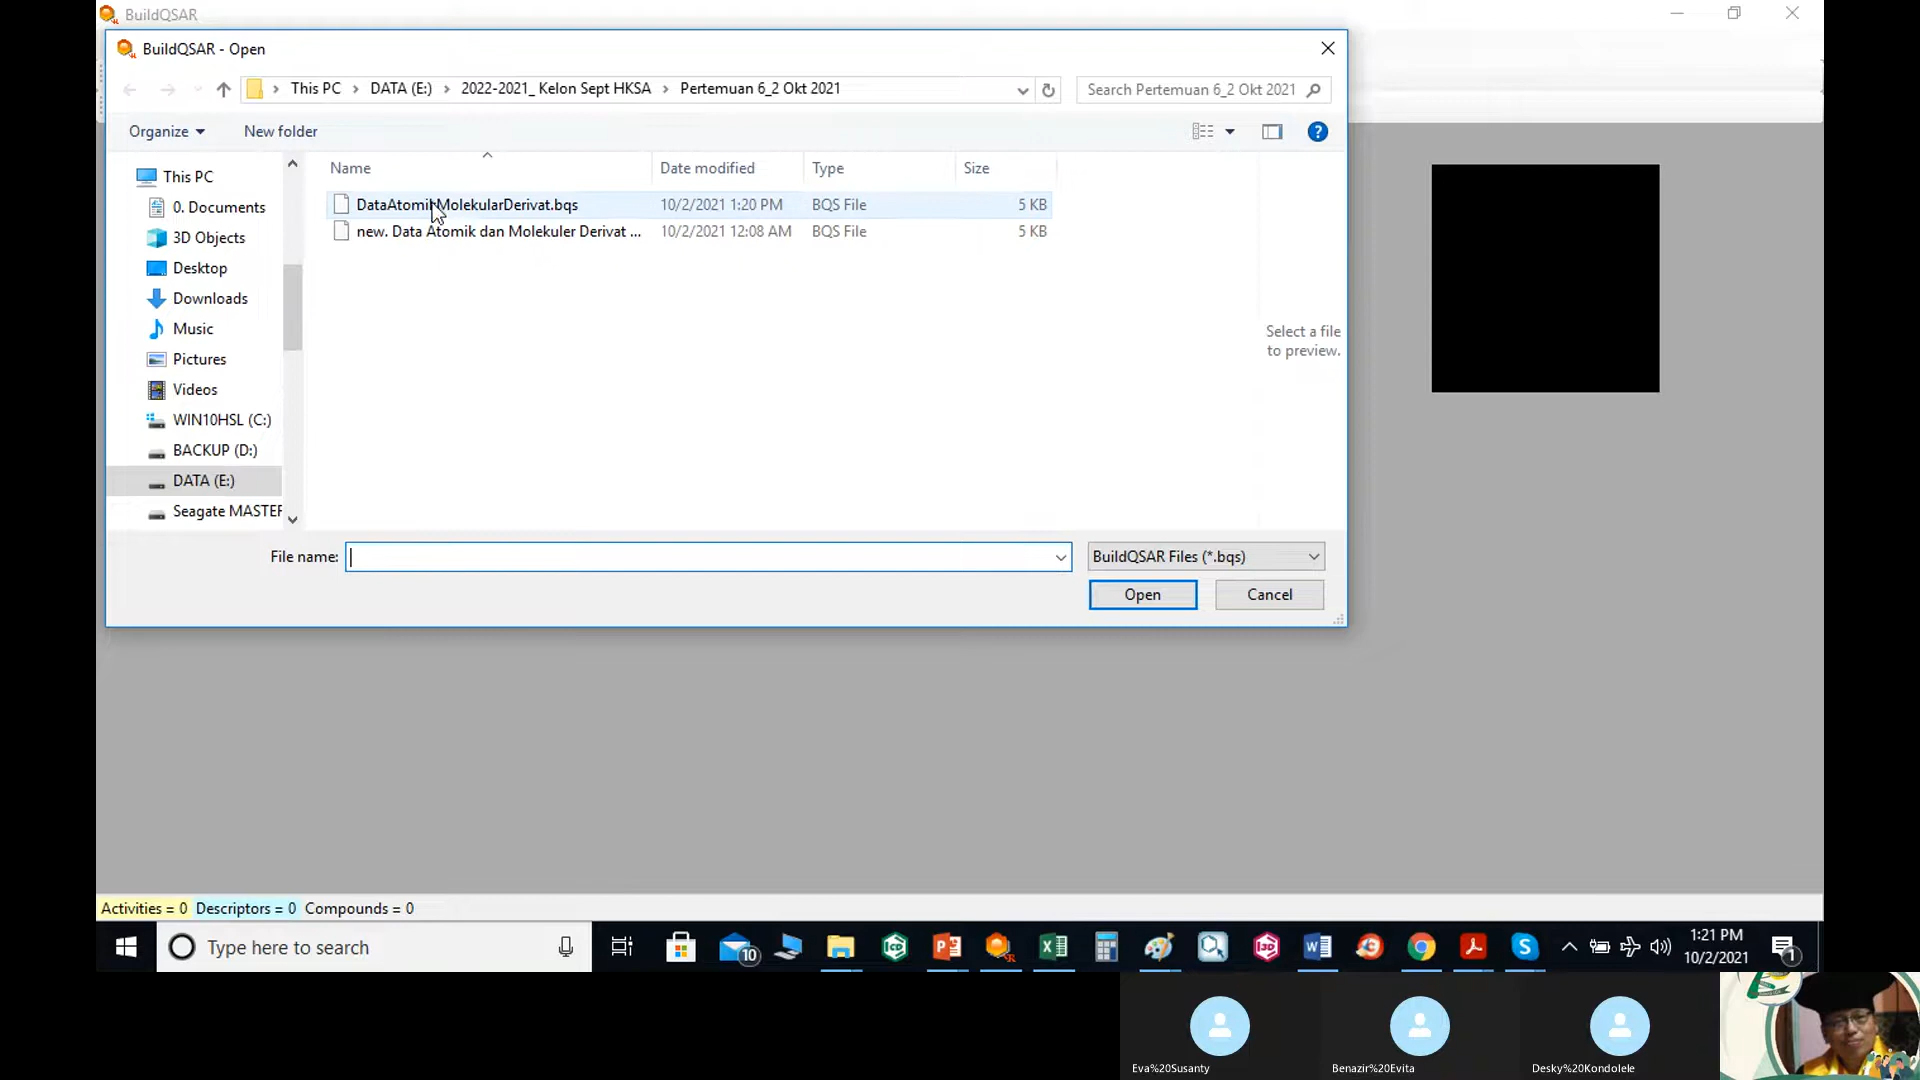 BuildQSAR
BuildQSAR - Open
This PC > DATA (E:) > 2022-2021_ Kelon Sept HKSA > Pertemuan 6_2 Okt 2021
Search Pertemuan 6_2 Okt 2021
Organize
New folder
Name
Date modified
Type
Size
DataAtomik MolekularDerivat.bqs 10/2/2021 1:20 PM BQS File 5 KB
new. Data Atomik dan Molekuler Derivat ... 10/2/2021 12:08 AM BQS File 5 KB
This PC
0. Documents
3D Objects
Desktop
Downloads
Music
Pictures
Videos
WIN10HSL (C:)
BACKUP (D:)
DATA (E:)
Seagate MASTER
Select a file
to preview.
File name:
BuildQSAR Files (*.bqs)
Open
Cancel
Activities = 0 Descriptors = 0 Compounds = 0
Type here to search
10
1:21 PM
10/2/2021
1
Eva%20Susanty
Benazir%20Evita
Desky%20Kondolele